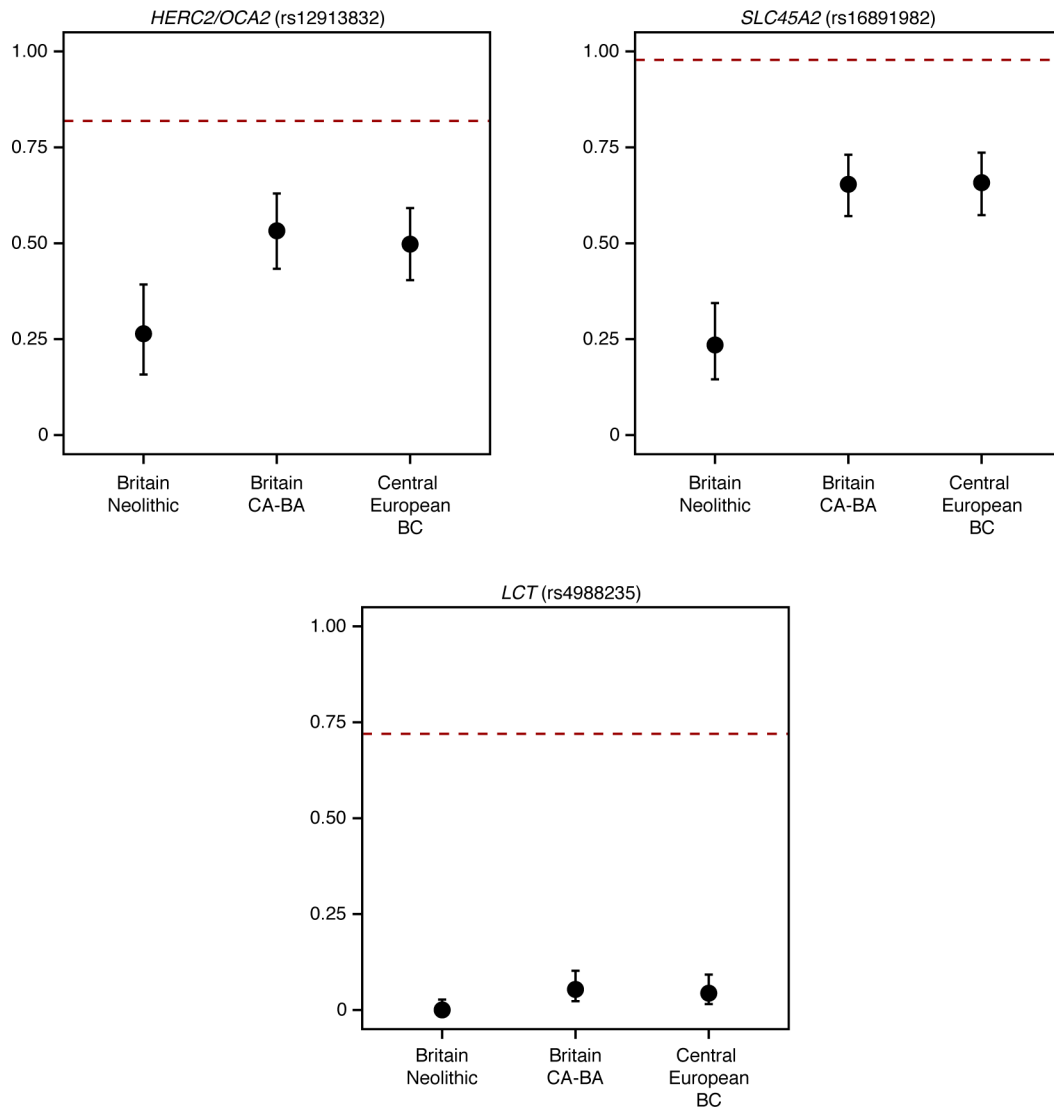 HERC2/OCA2 (rs12913832)
1.00
0.75
0.50
0.25
0
Britain
Neolithic
Britain
CA-BA
Central
European
BC
SLC45A2 (rs16891982)
1.00
0.75
0.50
0.25
0
Britain
Neolithic
Britain
CA-BA
Central
European
BC
LCT (rs4988235)
1.00
0.75
0.50
0.25
0
Britain
Neolithic
Britain
CA-BA
Central
European
BC